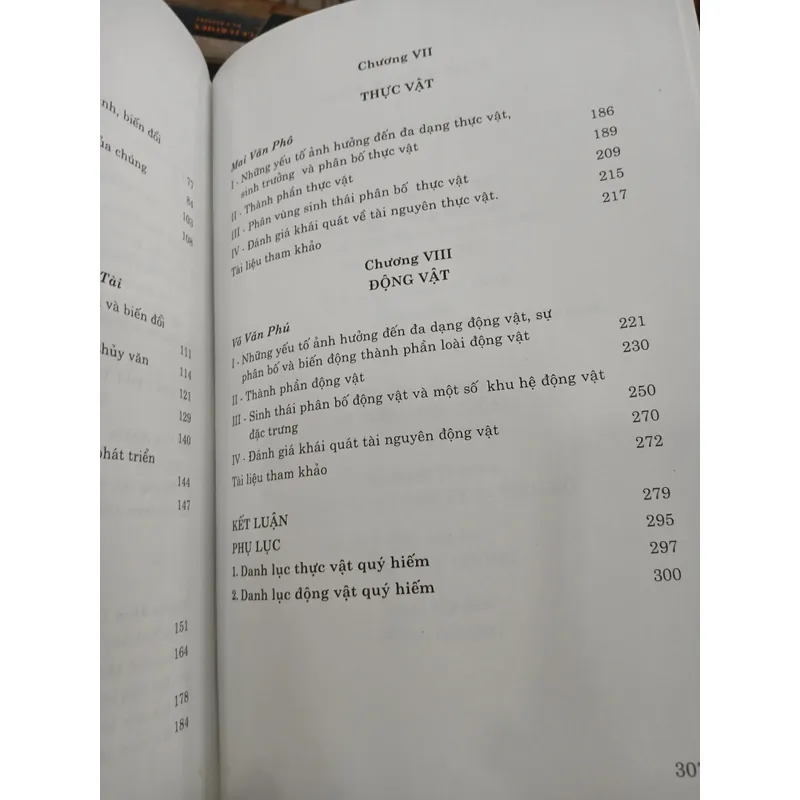 biến đổi
của chúng
77
84
103
108
Tài
và biến đổi
111
hủy văn
114
121
129
140
phát triển
144
147
151
164
178
184
Chương VII
THỰC VẬT
Mai Văn Phô
I - Những yếu tố ảnh hưởng đến đa dạng thực vật,
sinh trưởng và phân bố thực vật 186
II - Thành phần thực vật 189
III - Phân vùng sinh thái phân bố thực vật 209
IV - Đánh giá khái quát về tài nguyên thực vật. 215
Tài liệu tham khảo 217
Chương VIII
ĐỘNG VẬT
Võ Văn Phú
I - Những yếu tố ảnh hưởng đến đa dạng động vật, sự
phân bố và biến động thành phần loài động vật 221
II - Thành phần động vật 230
III - Sinh thái phân bố động vật và một số khu hệ động vật
đặc trưng 250
IV - Đánh giá khái quát tài nguyên động vật 270
Tài liệu tham khảo 272
KẾT LUẬN 279
PHỤ LỤC 295
1. Danh lục thực vật quý hiếm 297
2. Danh lục động vật quý hiếm 300